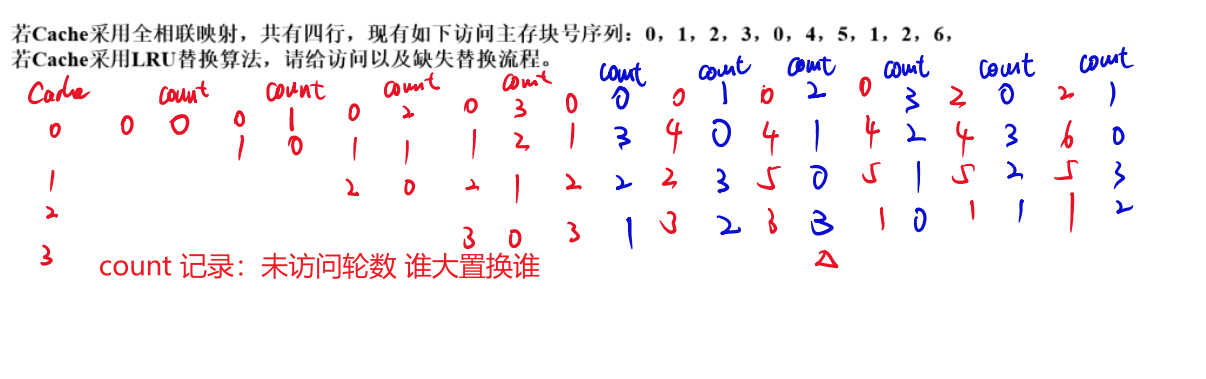 若Cache采用全相联映射，共有四行，现有如下访问主存块号序列：0，1，2，3，0，4，5，1，2，6，
若Cache采用LRU替换算法，请给访问以及缺失替换流程。
Cache count count count count count count count count count count
0 0 0 0 1 0 2 0 3 0 0 0 1 0 2 0 3 2 0 2 1
1 0 1 1 1 2 1 3 4 0 4 1 4 2 4 3 6 0
1 2 0 2 1 2 2 2 3 5 0 5 1 5 2 5 3
2 3 0 3 1 3 2 3 3 1 0 1 1 1 2
3 count 记录：未访问轮数 谁大置换谁 △